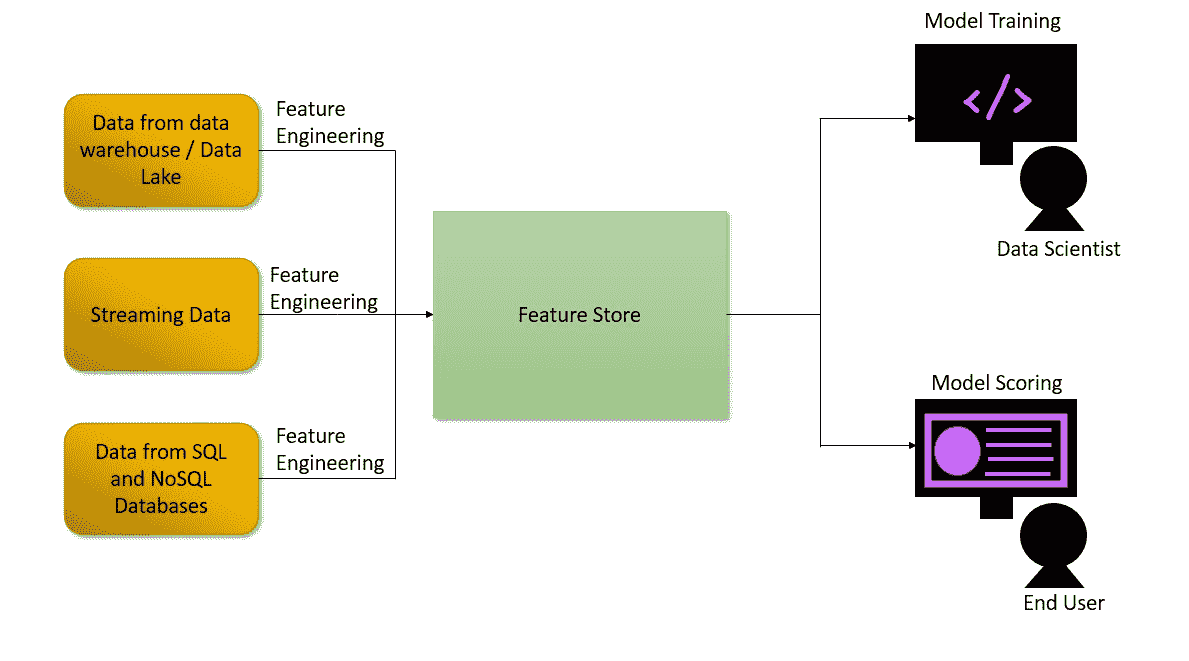 Model Training
Data from data
warehouse / Data
Lake
Feature
Engineering
</>
Data Scientist
Streaming Data
Feature
Engineering
Feature Store
Model Scoring
Data from SQL
and NoSQL
Databases
Feature
Engineering
End User